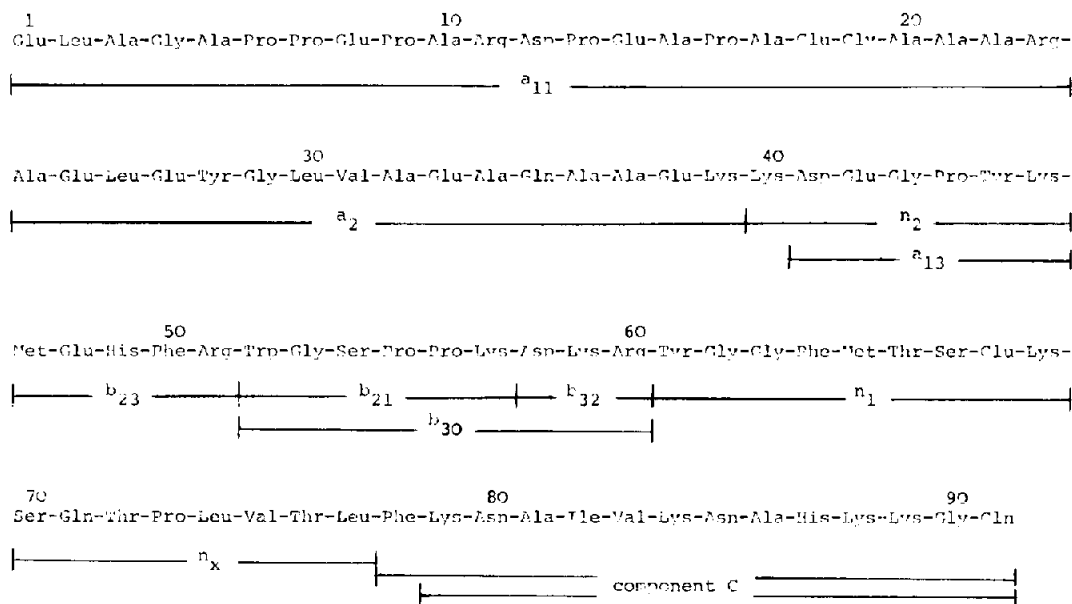 1 10 20
Glu-Leu-Ala-Gly-Ala-Pro-Pro-Glu-Pro-Ala-Arg-Asp-Pro-Glu-Ala-Pro-Ala-Glu-Gly-Ala-Ala-Ala-Arg-
a11
30 40
Ala-Glu-Leu-Glu-Tyr-Gly-Leu-Val-Ala-Glu-Ala-Gln-Ala-Ala-Glu-Lys-Lys-Asp-Glu-Gly-Pro-Tyr-Lys-
a2 n2
a13
50 60
Met-Glu-His-Phe-Arg-Trp-Gly-Ser-Pro-Pro-Lys-Asp-Lys-Arg-Tyr-Gly-Gly-Phe-Met-Thr-Ser-Glu-Lys-
b23 b21 b32 n1
b30
70 80 90
Ser-Gln-Thr-Pro-Leu-Val-Thr-Leu-Phe-Lys-Asn-Ala-Ile-Val-Lys-Asn-Ala-His-Lys-Lys-Gly-Gln
nx
component C